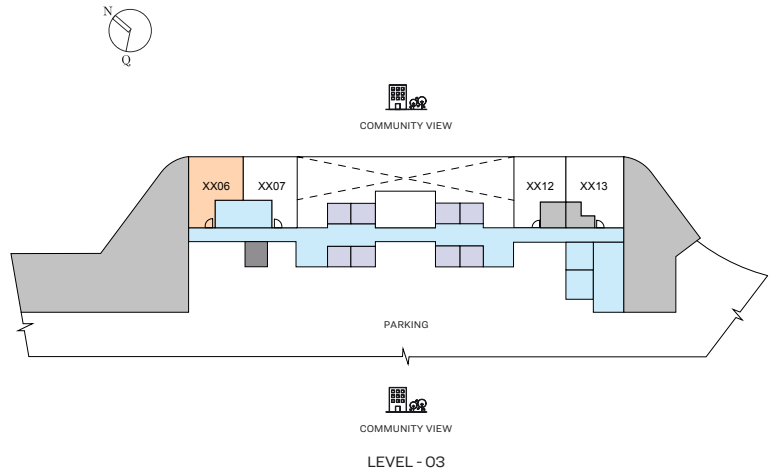 N
Q
COMMUNITY VIEW
XX06 XX07 XX12 XX13
PARKING
COMMUNITY VIEW
LEVEL - 03